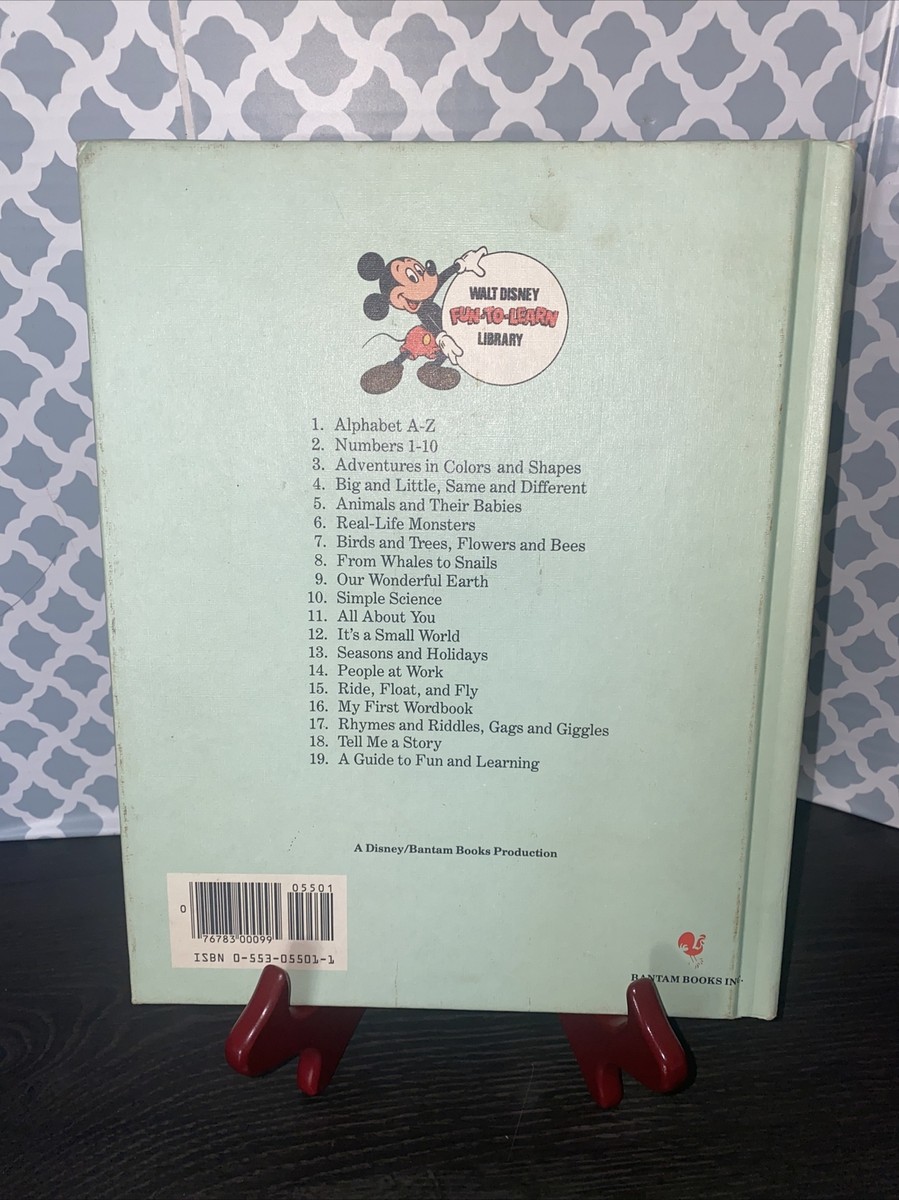 WALT DISNEY
FUN-TO-LEARN
LIBRARY
1. Alphabet A-Z
2. Numbers 1-10
3. Adventures in Colors and Shapes
4. Big and Little, Same and Different
5. Animals and Their Babies
6. Real-Life Monsters
7. Birds and Trees, Flowers and Bees
8. From Whales to Snails
9. Our Wonderful Earth
10. Simple Science
11. All About You
12. It's a Small World
13. Seasons and Holidays
14. People at Work
15. Ride, Float, and Fly
16. My First Wordbook
17. Rhymes and Riddles, Gags and Giggles
18. Tell Me a Story
19. A Guide to Fun and Learning
A Disney/Bantam Books Production
05501
0 76783 00099
ISBN 0-553-05501-1
BANTAM BOOKS